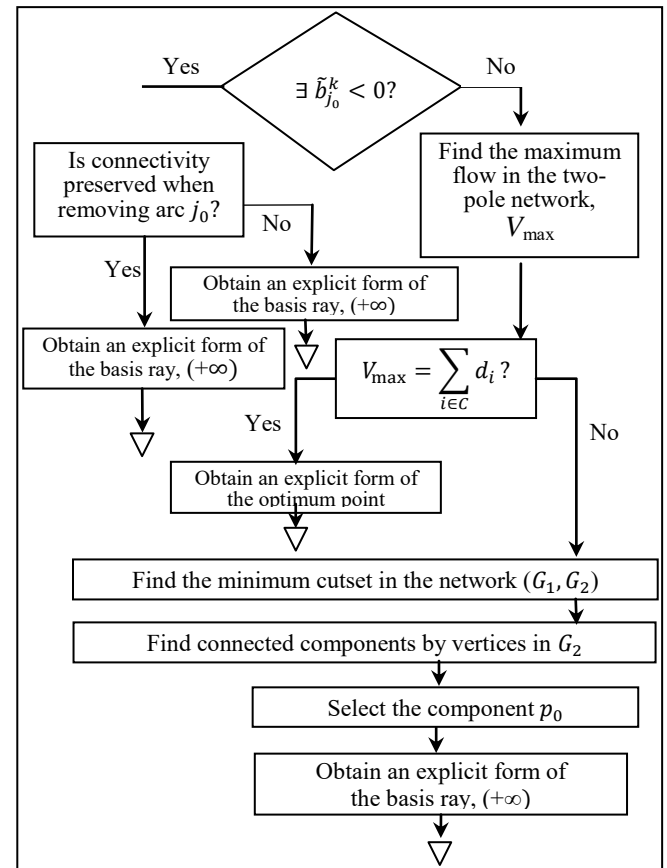 Yes
∃ b̃ᵏⱼ₀ < 0?
No
Is connectivity
preserved when
removing arc j₀?
Find the maximum
flow in the two-
pole network,
Vmax
No
Yes
Obtain an explicit form of
the basis ray, (+∞)
Obtain an explicit form of
the basis ray, (+∞)
Vmax = ∑ dᵢ ?
i∈C
Yes
No
Obtain an explicit form of
the optimum point
Find the minimum cutset in the network (G₁, G₂)
Find connected components by vertices in G₂
Select the component p₀
Obtain an explicit form of
the basis ray, (+∞)